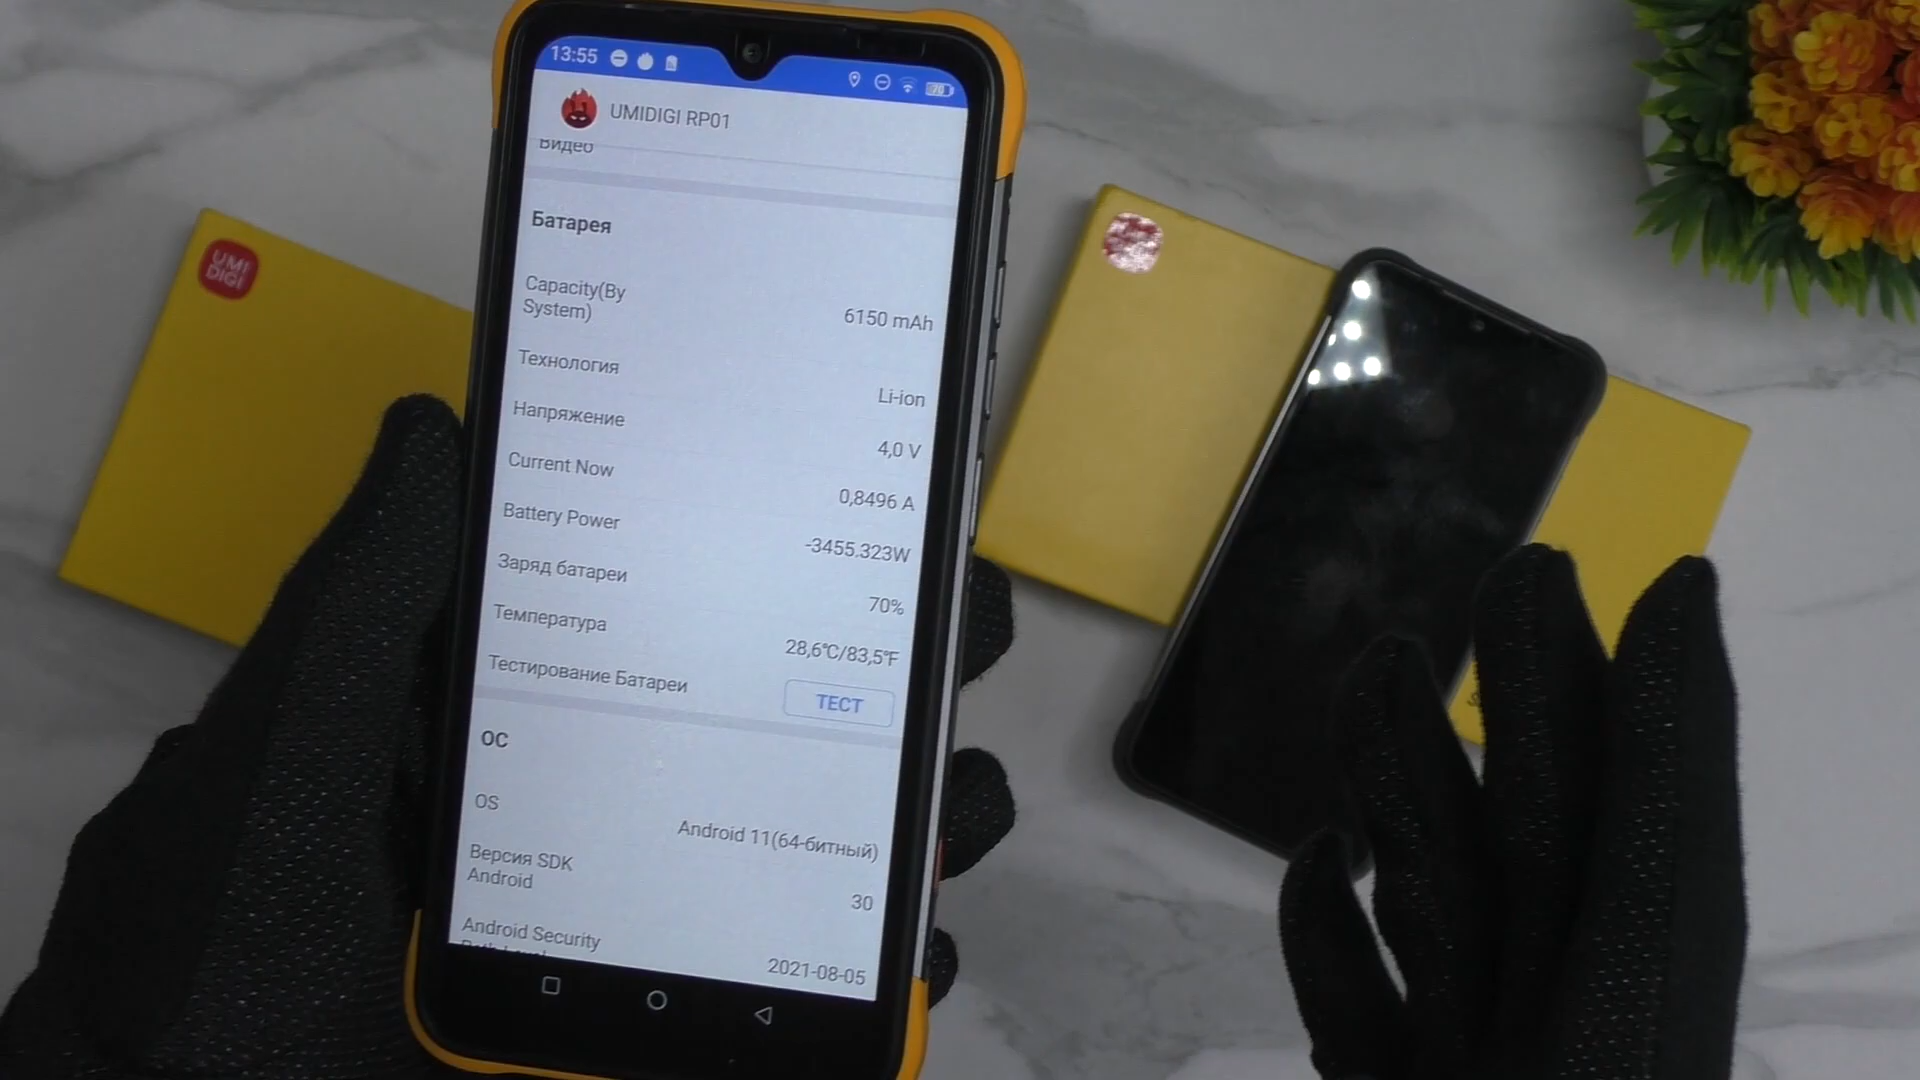 13:55
70
UMIDIGI RP01
Видео
Батарея
Capacity(By
System)
6150 mAh
Технология
Li-ion
Напряжение
4,0 V
Current Now
0,8496 A
Battery Power
-3455.323W
Заряд батареи
70%
Температура
28,6℃/83,5℉
Тестирование Батареи
ТЕСТ
ОС
OS
Android 11(64-битный)
Версия SDK
Android
30
Android Security
2021-08-05
UMI
DIGI